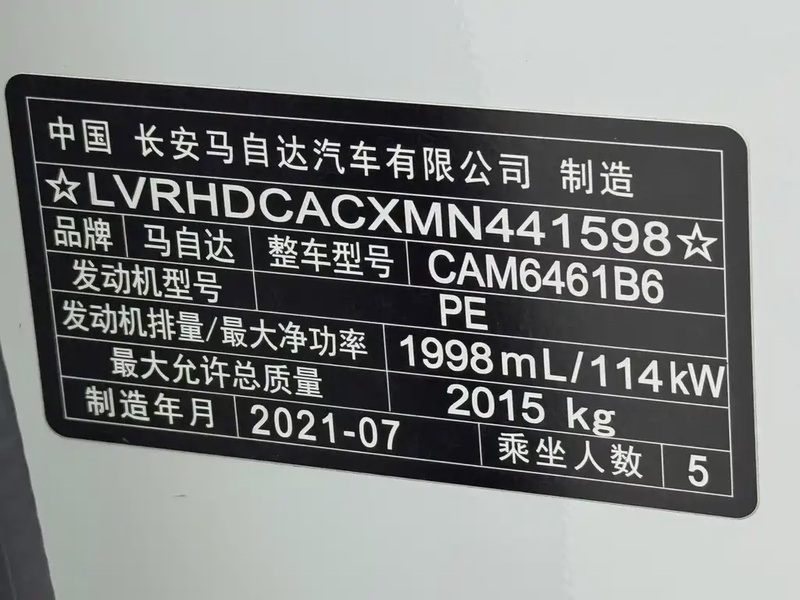 中国 长安马自达汽车有限公司 制造
☆LVRHDCACXMN441598☆
品牌 马自达 整车型号 CAM6461B6
发动机型号 PE
发动机排量/最大净功率 1998mL/114kW
最大允许总质量 2015 kg
制造年月 2021-07 乘坐人数 5